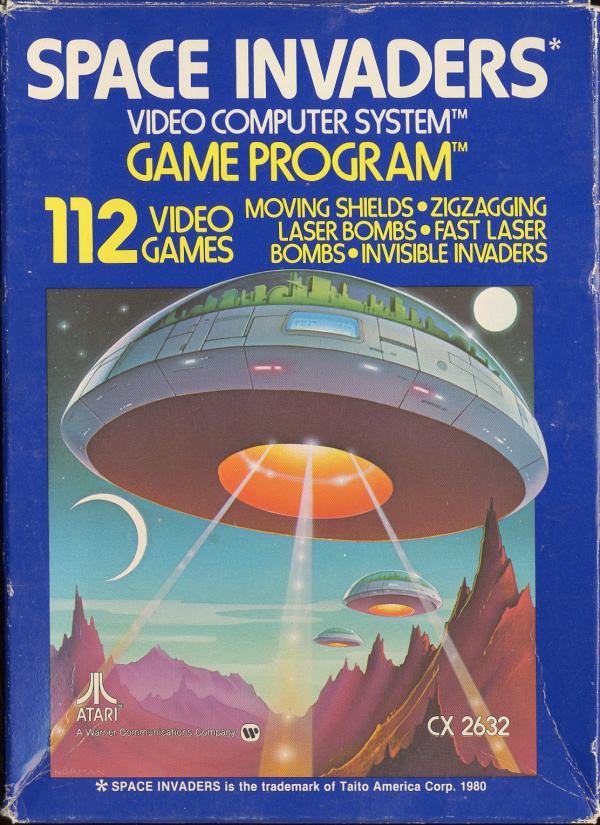 SPACE INVADERS*
VIDEO COMPUTER SYSTEM™
GAME PROGRAM™
112 VIDEO GAMES
MOVING SHIELDS • ZIGZAGGING
LASER BOMBS • FAST LASER
BOMBS • INVISIBLE INVADERS
ATARI®
A Warner Communications Company
CX 2632
NORMAN
* SPACE INVADERS is the trademark of Taito America Corp. 1980